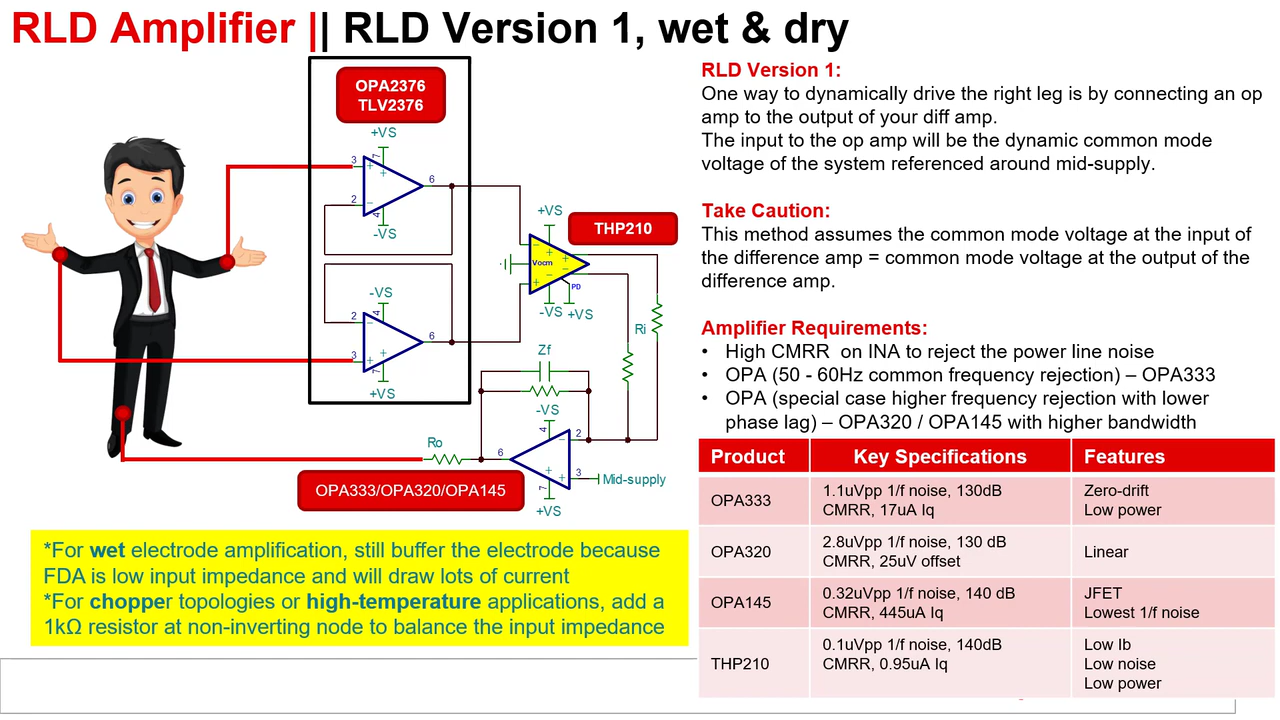 RLD Amplifier || RLD Version 1, wet & dry
OPA2376
TLV2376
+VS
3
7
+
+
6
2
−
4
-VS
-VS
2
4
−
6
3
+
+
7
+VS
+VS
THP210
−
+
+
Vocm
−
−
+
PD
-VS
+VS
Ri
Zf
-VS
4
2
−
6
Ro
3
+
+
7
Mid-supply
+VS
OPA333/OPA320/OPA145
*For wet electrode amplification, still buffer the electrode because
FDA is low input impedance and will draw lots of current
*For chopper topologies or high-temperature applications, add a
1kΩ resistor at non-inverting node to balance the input impedance
RLD Version 1:
One way to dynamically drive the right leg is by connecting an op
amp to the output of your diff amp.
The input to the op amp will be the dynamic common mode
voltage of the system referenced around mid-supply.
Take Caution:
This method assumes the common mode voltage at the input of
the difference amp = common mode voltage at the output of the
difference amp.
Amplifier Requirements:
• High CMRR on INA to reject the power line noise
• OPA (50 - 60Hz common frequency rejection) – OPA333
• OPA (special case higher frequency rejection with lower
phase lag) – OPA320 / OPA145 with higher bandwidth
Product Key Specifications Features
OPA333 1.1uVpp 1/f noise, 130dB Zero-drift
CMRR, 17uA Iq Low power
OPA320 2.8uVpp 1/f noise, 130 dB Linear
CMRR, 25uV offset
OPA145 0.32uVpp 1/f noise, 140 dB JFET
CMRR, 445uA Iq Lowest 1/f noise
THP210 0.1uVpp 1/f noise, 140dB Low Ib
CMRR, 0.95uA Iq Low noise
Low power